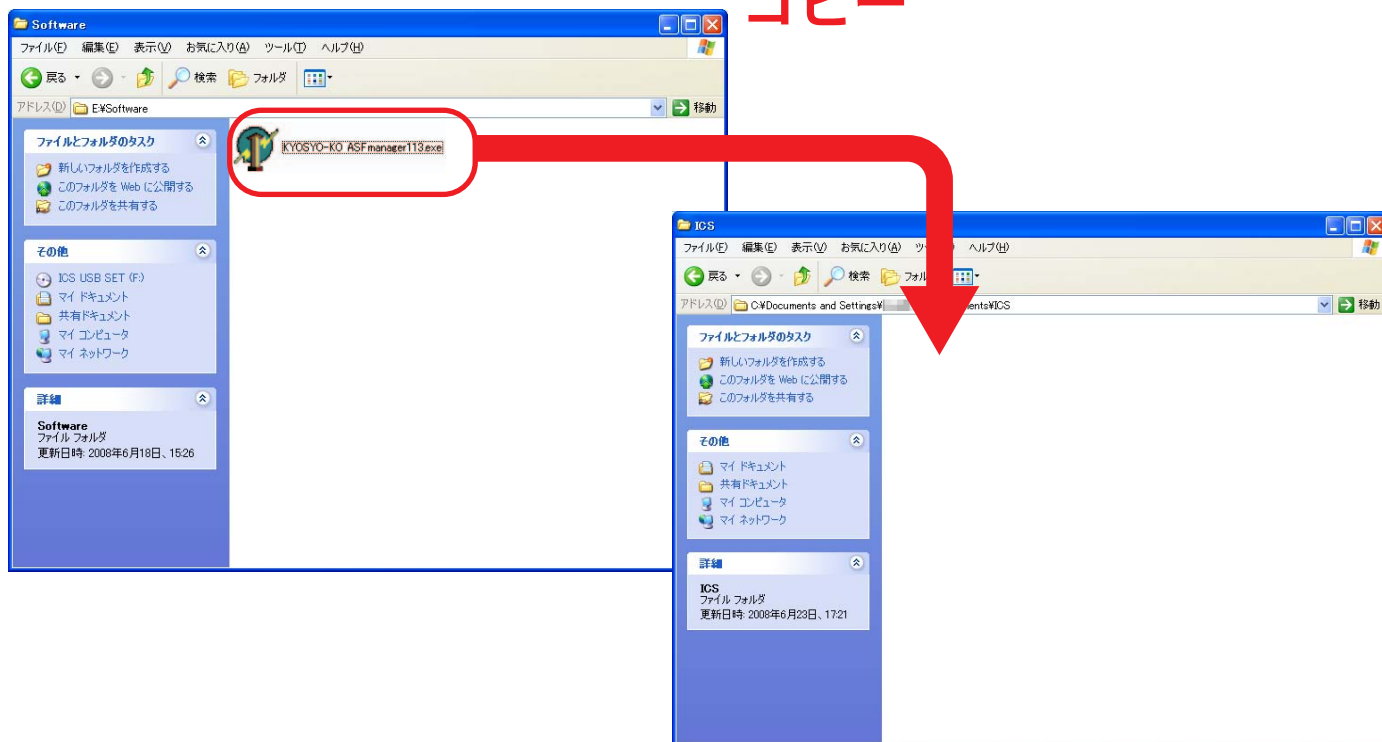 コピー
Software
ファイル(F) 編集(E) 表示(V) お気に入り(A) ツール(T) ヘルプ(H)
戻る 検索 フォルダ
アドレス(D) E:¥Software 移動
ファイルとフォルダのタスク
新しいフォルダを作成する
このフォルダを Web に公開する
このフォルダを共有する
その他
ICS USB SET (F:)
マイ ドキュメント
共有ドキュメント
マイ コンピュータ
マイ ネットワーク
詳細
Software
ファイル フォルダ
更新日時: 2008年6月18日、15:26
KYOSYO-KO ASFmanager113.exe
ICS
ファイル(F) 編集(E) 表示(V) お気に入り(A) ヘルプ(H)
戻る 検索
アドレス(D) C:¥Documents and Settings¥ ents¥ICS 移動
ファイルとフォルダのタスク
新しいフォルダを作成する
このフォルダを Web に公開する
このフォルダを共有する
その他
マイ ドキュメント
共有ドキュメント
マイ コンピュータ
マイ ネットワーク
詳細
ICS
ファイル フォルダ
更新日時: 2008年6月23日、17:21